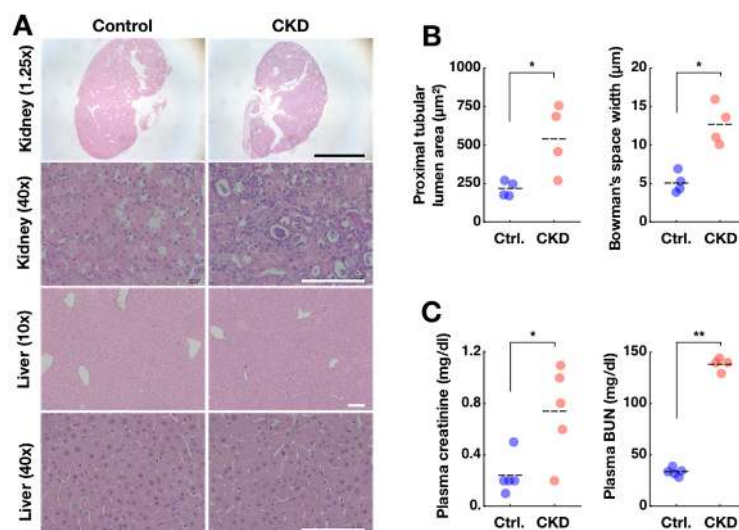 A
Control
CKD
Kidney (1.25x)
Kidney (40x)
Liver (10x)
Liver (40x)
B
Proximal tubular
lumen area (μm²)
1000
750
500
250
0
*
Ctrl.
CKD
Bowman's space width (μm)
20
15
10
5
0
*
Ctrl.
CKD
C
Plasma creatinine (mg/dl)
1.2
0.8
0.4
0.
*
Ctrl.
CKD
Plasma BUN (mg/dl)
150
100
50
0
**
Ctrl.
CKD